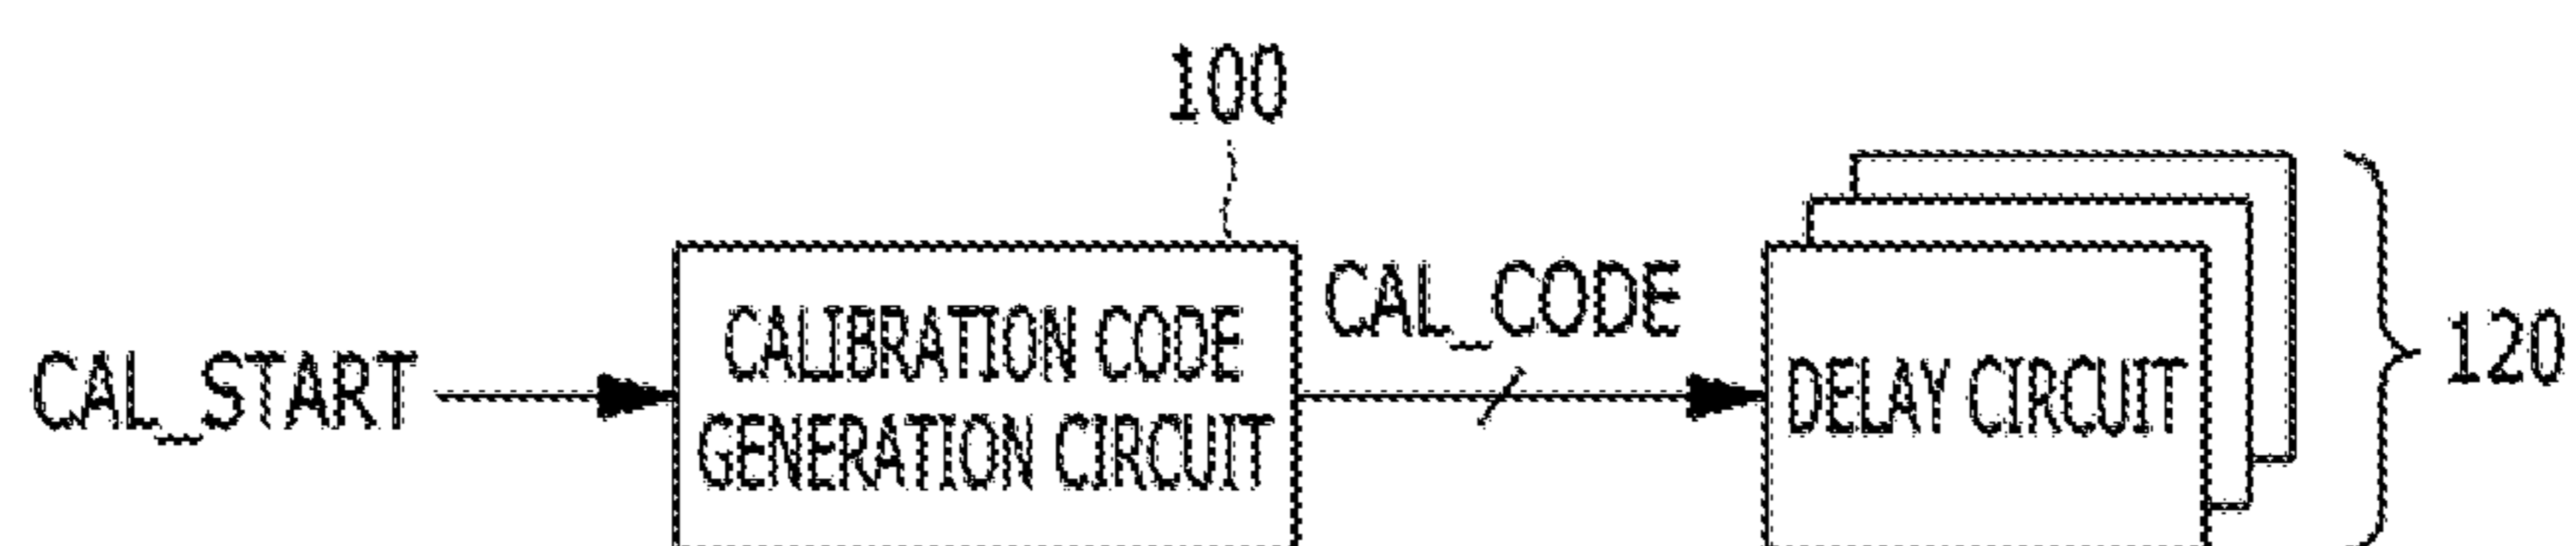 100
CAL_START
CALIBRATION CODE
GENERATION CIRCUIT
CAL_CODE
DELAY CIRCUIT
120